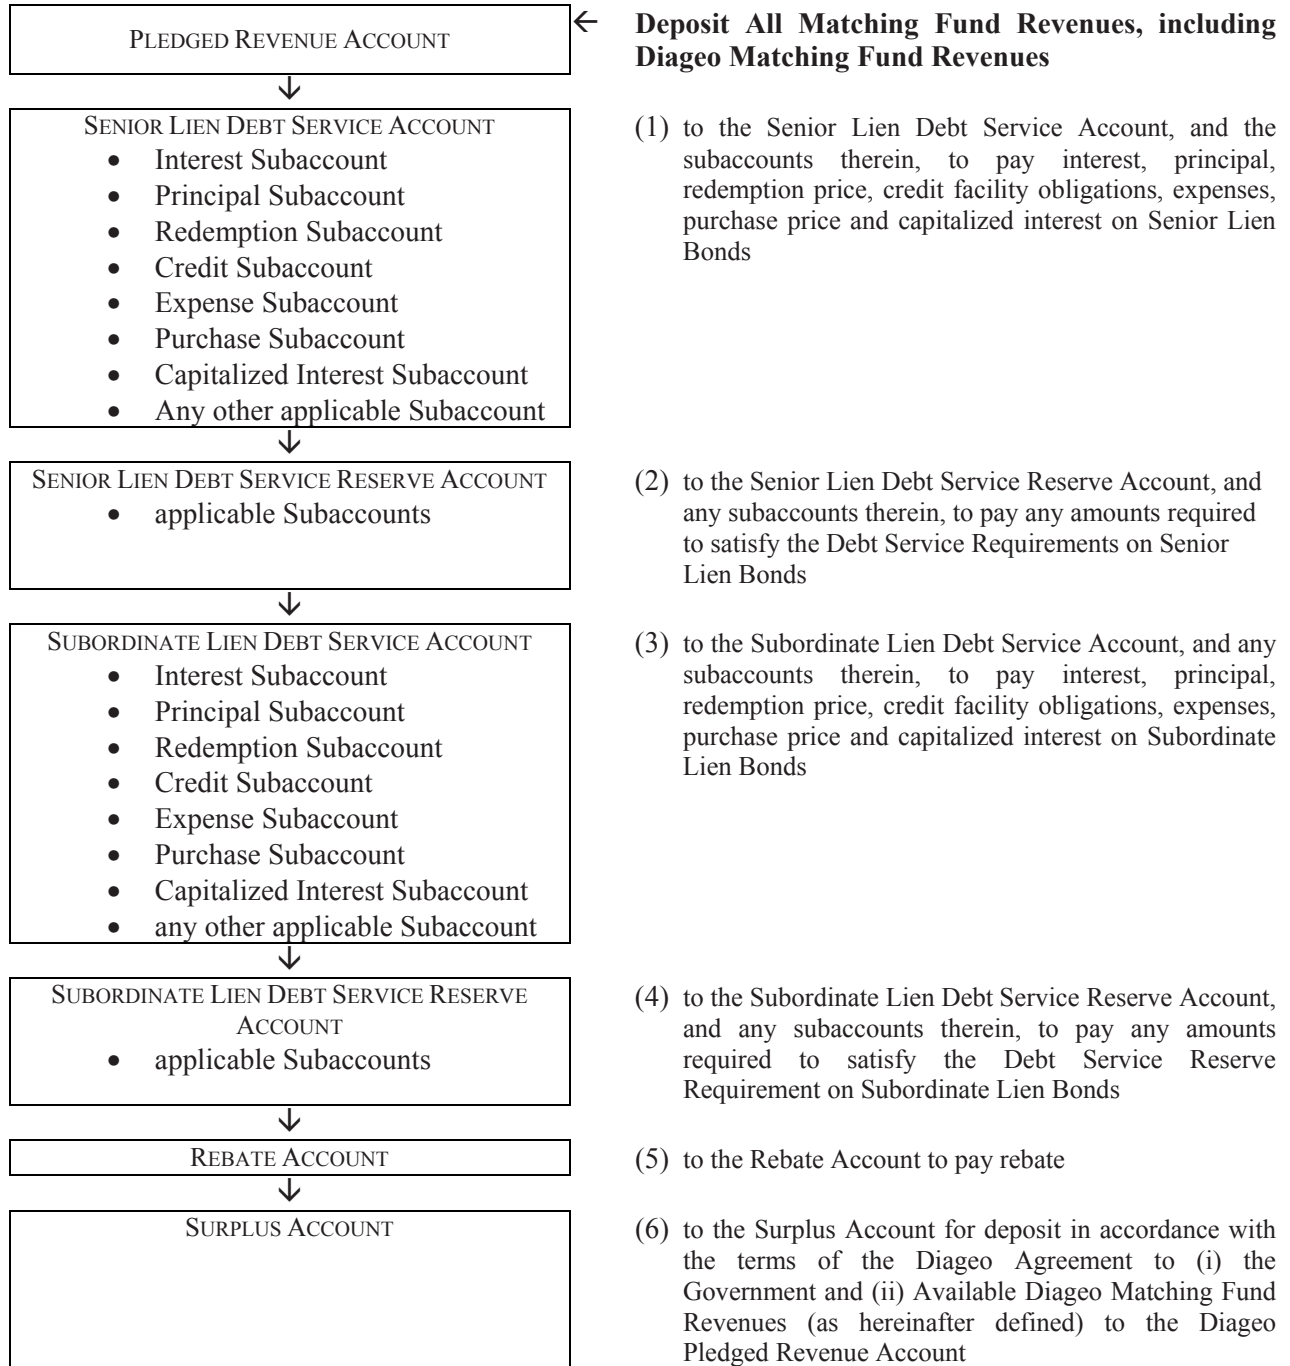 PLEDGED REVENUE ACCOUNT
← Deposit All Matching Fund Revenues, including
Diageo Matching Fund Revenues
↓
SENIOR LIEN DEBT SERVICE ACCOUNT
• Interest Subaccount
• Principal Subaccount
• Redemption Subaccount
• Credit Subaccount
• Expense Subaccount
• Purchase Subaccount
• Capitalized Interest Subaccount
• Any other applicable Subaccount
(1) to the Senior Lien Debt Service Account, and the
subaccounts therein, to pay interest, principal,
redemption price, credit facility obligations, expenses,
purchase price and capitalized interest on Senior Lien
Bonds
↓
SENIOR LIEN DEBT SERVICE RESERVE ACCOUNT
• applicable Subaccounts
(2) to the Senior Lien Debt Service Reserve Account, and
any subaccounts therein, to pay any amounts required
to satisfy the Debt Service Requirements on Senior
Lien Bonds
↓
SUBORDINATE LIEN DEBT SERVICE ACCOUNT
• Interest Subaccount
• Principal Subaccount
• Redemption Subaccount
• Credit Subaccount
• Expense Subaccount
• Purchase Subaccount
• Capitalized Interest Subaccount
• any other applicable Subaccount
(3) to the Subordinate Lien Debt Service Account, and any
subaccounts therein, to pay interest, principal,
redemption price, credit facility obligations, expenses,
purchase price and capitalized interest on Subordinate
Lien Bonds
↓
SUBORDINATE LIEN DEBT SERVICE RESERVE
ACCOUNT
• applicable Subaccounts
(4) to the Subordinate Lien Debt Service Reserve Account,
and any subaccounts therein, to pay any amounts
required to satisfy the Debt Service Reserve
Requirement on Subordinate Lien Bonds
↓
REBATE ACCOUNT
(5) to the Rebate Account to pay rebate
↓
SURPLUS ACCOUNT
(6) to the Surplus Account for deposit in accordance with
the terms of the Diageo Agreement to (i) the
Government and (ii) Available Diageo Matching Fund
Revenues (as hereinafter defined) to the Diageo
Pledged Revenue Account